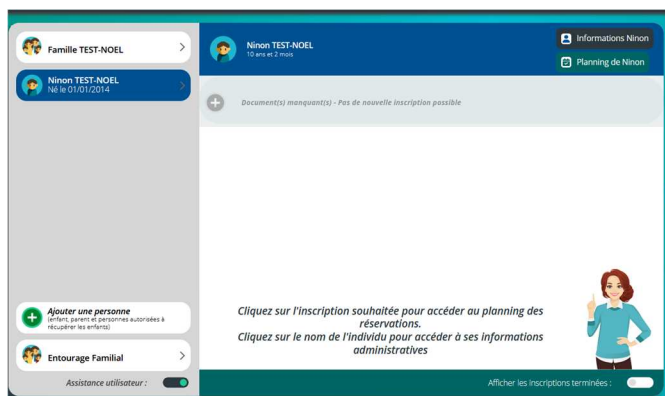 Famille TEST-NOEL
Ninon TEST-NOEL
Né le 01/01/2014
Ajouter une personne
(enfant, parent et personnes autorisées à
récupérer les enfants)
Entourage Familial
Assistance utilisateur :
Ninon TEST-NOEL
10 ans et 2 mois
Informations Ninon
Planning de Ninon
Document(s) manquant(s) - Pas de nouvelle inscription possible
Cliquez sur l'inscription souhaitée pour accéder au planning des
réservations.
Cliquez sur le nom de l'individu pour accéder à ses informations
administratives
Afficher les inscriptions terminées :